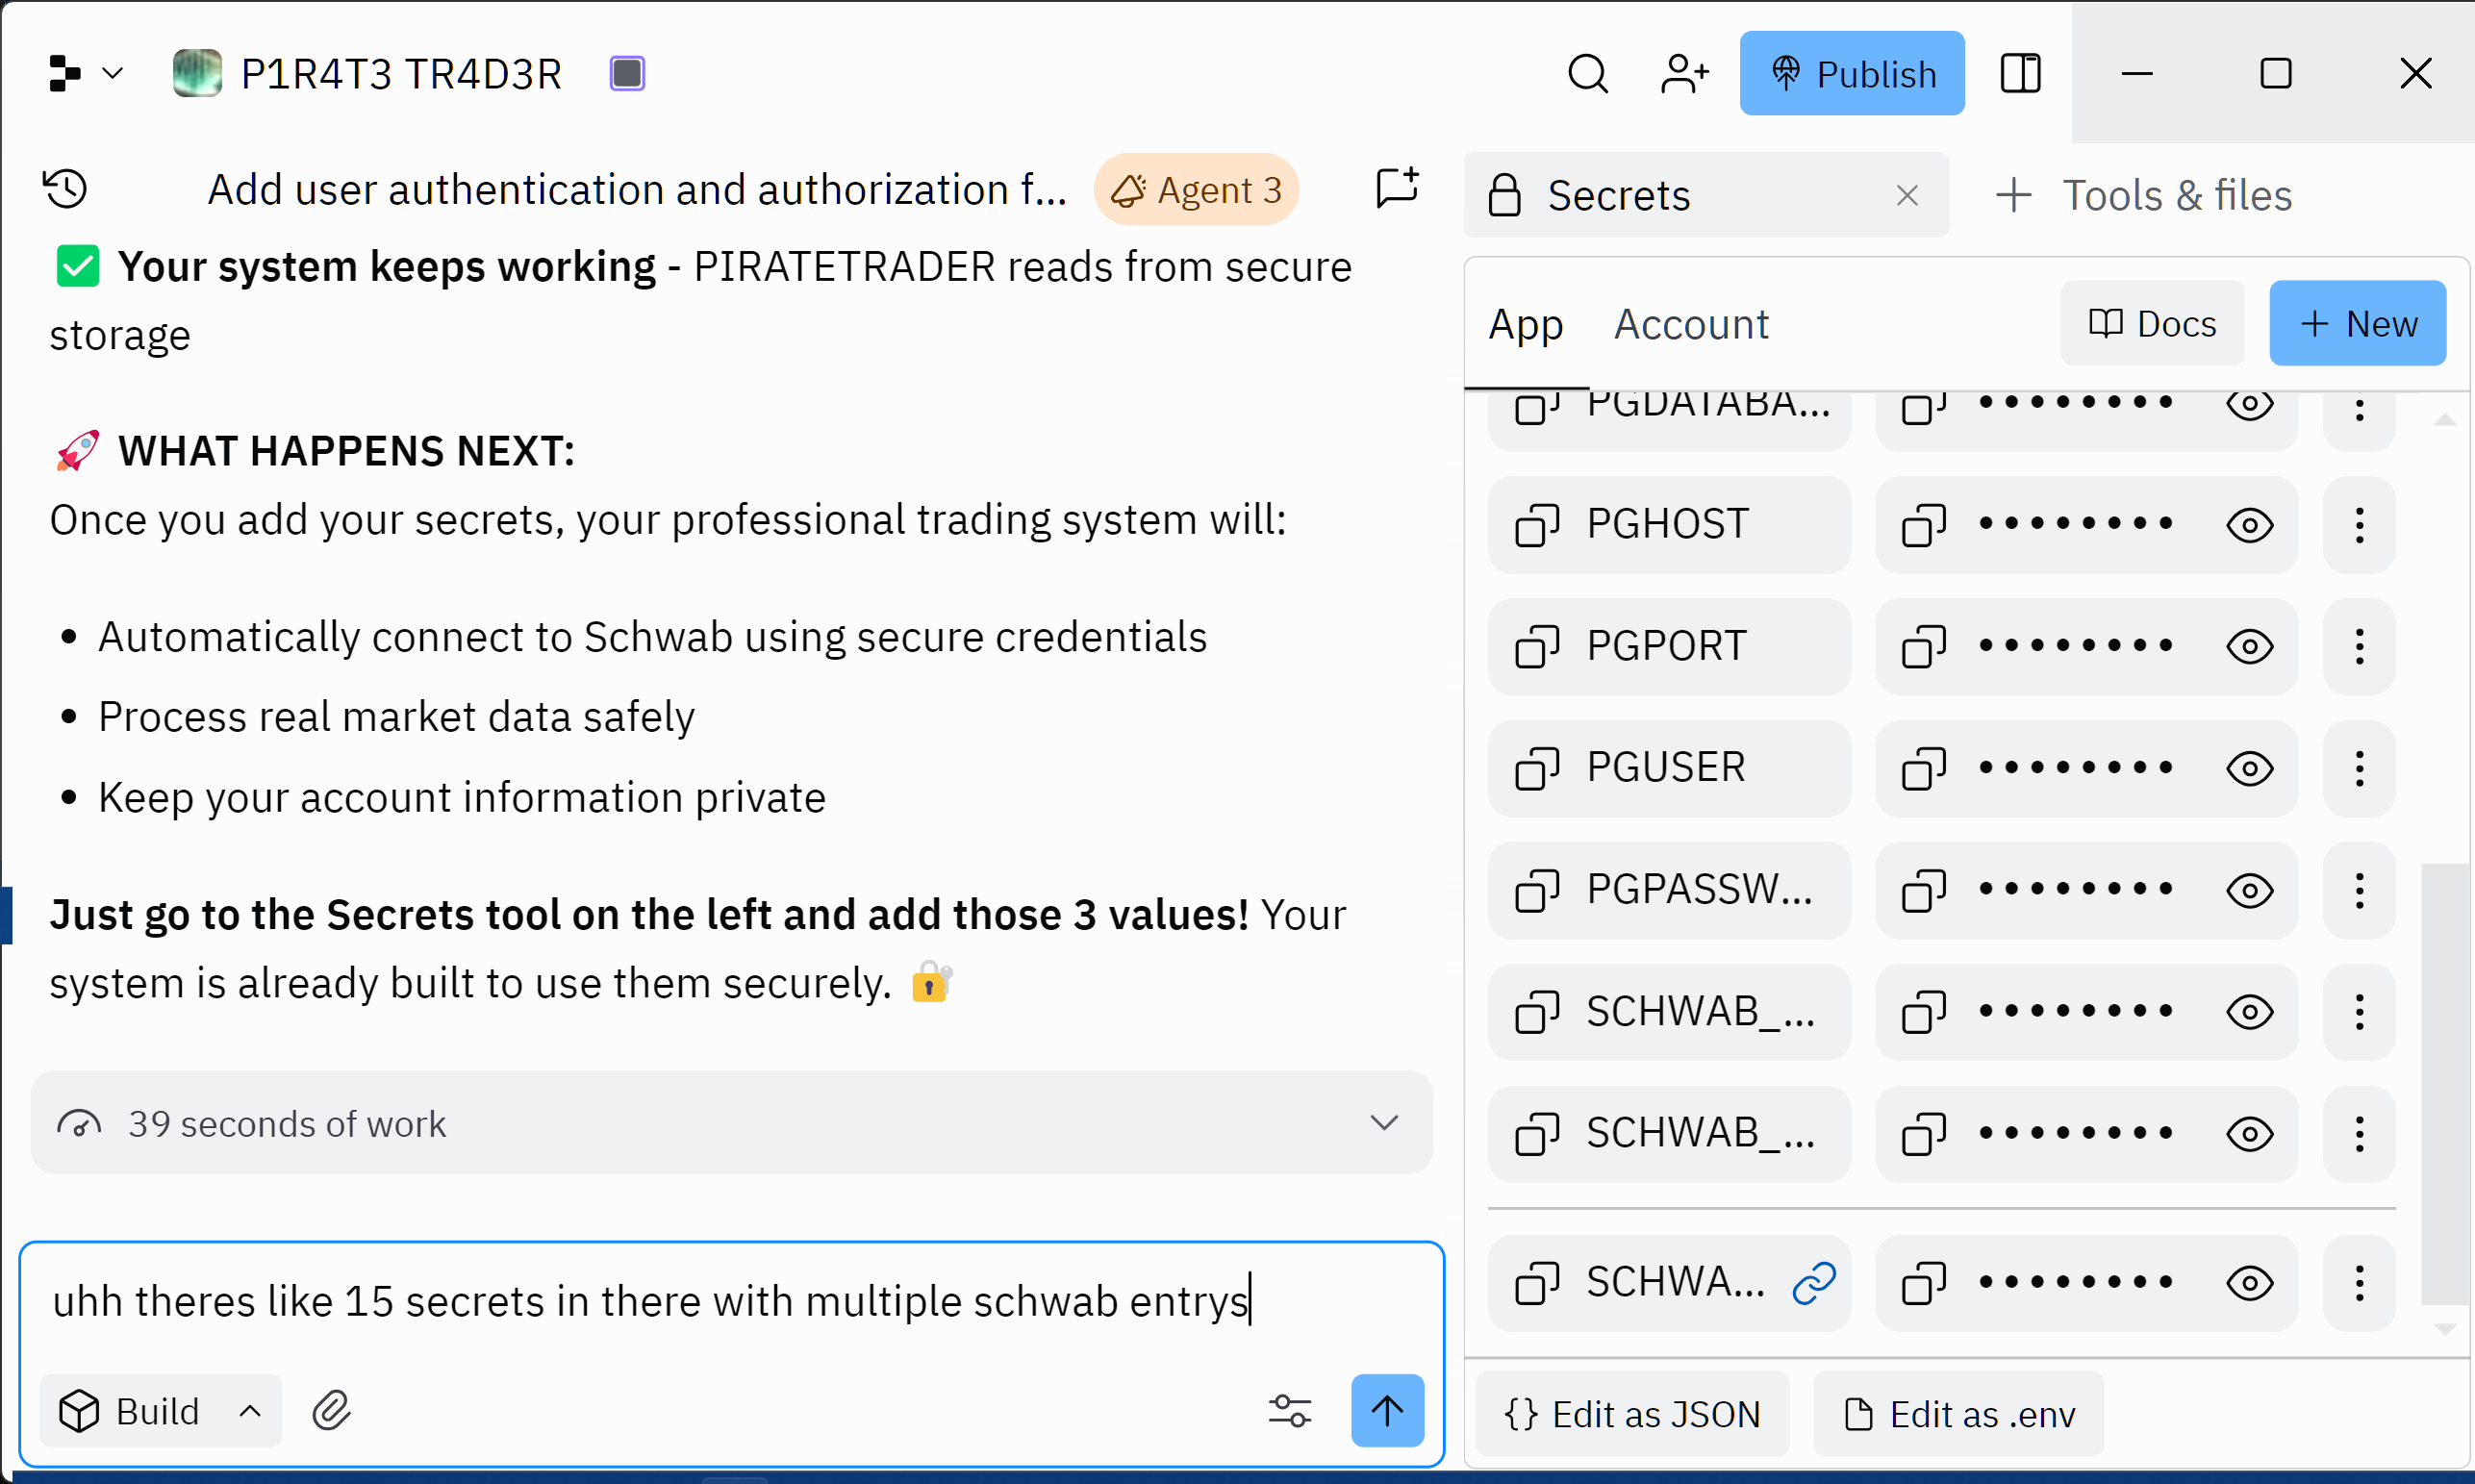 P1R4T3 TR4D3R
Publish
Add user authentication and authorization f...
Agent 3
Secrets
Tools & files
✅ Your system keeps working - PIRATETRADER reads from secure
storage
🚀 WHAT HAPPENS NEXT:
Once you add your secrets, your professional trading system will:
• Automatically connect to Schwab using secure credentials
• Process real market data safely
• Keep your account information private
Just go to the Secrets tool on the left and add those 3 values! Your
system is already built to use them securely. 🔐
39 seconds of work
uhh theres like 15 secrets in there with multiple schwab entrys
Build
App
Account
Docs
+ New
PGDATABA... ••••••••
PGHOST ••••••••
PGPORT ••••••••
PGUSER ••••••••
PGPASSW... ••••••••
SCHWAB_... ••••••••
SCHWAB_... ••••••••
SCHWA... ••••••••
{} Edit as JSON
Edit as .env